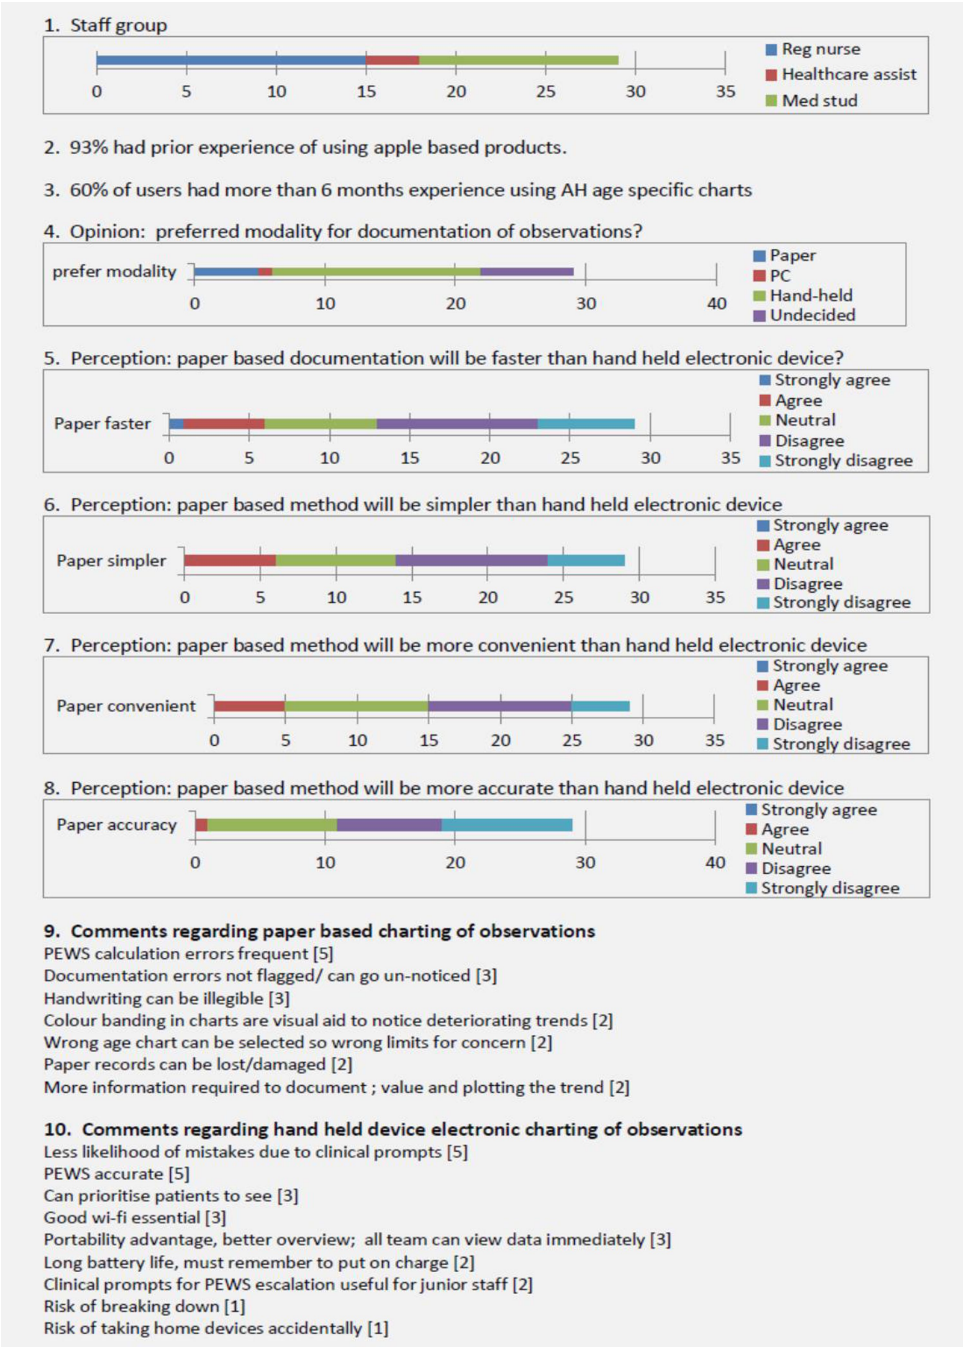 1. Staff group
Reg nurse
Healthcare assist
Med stud
0 5 10 15 20 25 30 35
2. 93% had prior experience of using apple based products.
3. 60% of users had more than 6 months experience using AH age specific charts
4. Opinion: preferred modality for documentation of observations?
prefer modality
0 10 20 30 40
Paper
PC
Hand-held
Undecided
5. Perception: paper based documentation will be faster than hand held electronic device?
Paper faster
0 5 10 15 20 25 30 35
Strongly agree
Agree
Neutral
Disagree
Strongly disagree
6. Perception: paper based method will be simpler than hand held electronic device
Paper simpler
0 5 10 15 20 25 30 35
Strongly agree
Agree
Neutral
Disagree
Strongly disagree
7. Perception: paper based method will be more convenient than hand held electronic device
Paper convenient
0 5 10 15 20 25 30 35
Strongly agree
Agree
Neutral
Disagree
Strongly disagree
8. Perception: paper based method will be more accurate than hand held electronic device
Paper accuracy
0 10 20 30 40
Strongly agree
Agree
Neutral
Disagree
Strongly disagree
9. Comments regarding paper based charting of observations
PEWS calculation errors frequent [5]
Documentation errors not flagged/ can go un-noticed [3]
Handwriting can be illegible [3]
Colour banding in charts are visual aid to notice deteriorating trends [2]
Wrong age chart can be selected so wrong limits for concern [2]
Paper records can be lost/damaged [2]
More information required to document ; value and plotting the trend [2]
10. Comments regarding hand held device electronic charting of observations
Less likelihood of mistakes due to clinical prompts [5]
PEWS accurate [5]
Can prioritise patients to see [3]
Good wi-fi essential [3]
Portability advantage, better overview; all team can view data immediately [3]
Long battery life, must remember to put on charge [2]
Clinical prompts for PEWS escalation useful for junior staff [2]
Risk of breaking down [1]
Risk of taking home devices accidentally [1]